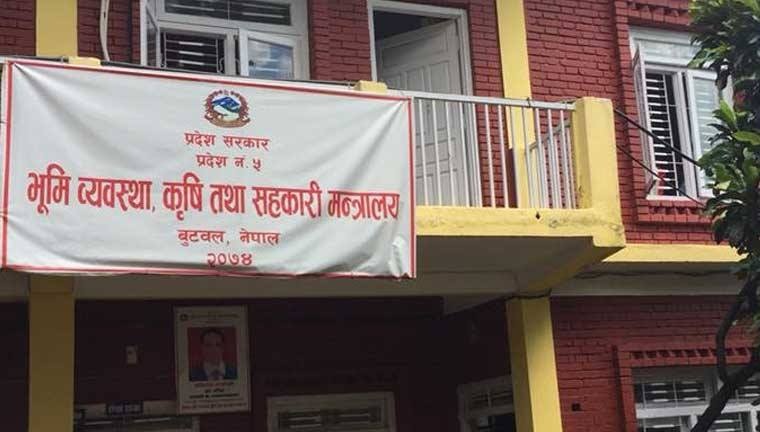 प्रदेश सरकार
प्रदेश नं. ५
भूमि व्यवस्था, कृषि तथा सहकारी मन्त्रालय
बुटवल, नेपाल
२०७४